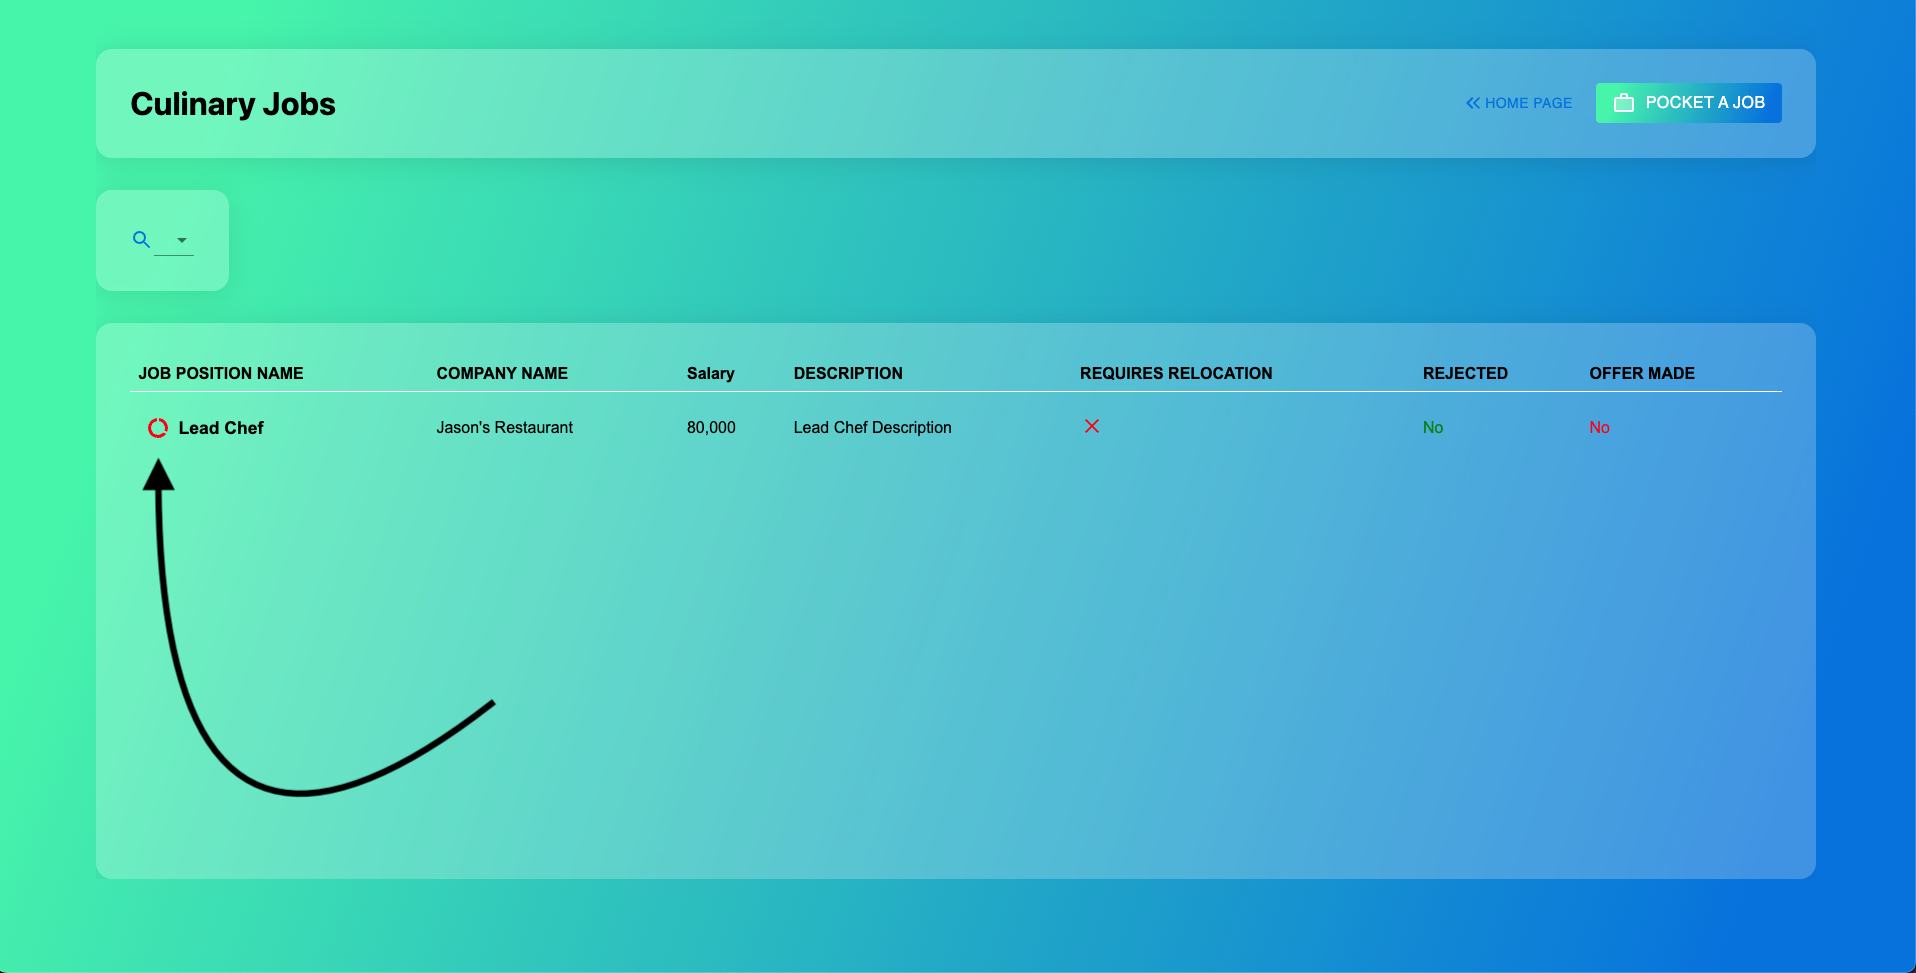 Culinary Jobs
HOME PAGE
POCKET A JOB
JOB POSITION NAME COMPANY NAME Salary DESCRIPTION REQUIRES RELOCATION REJECTED OFFER MADE
Lead Chef Jason's Restaurant 80,000 Lead Chef Description No No